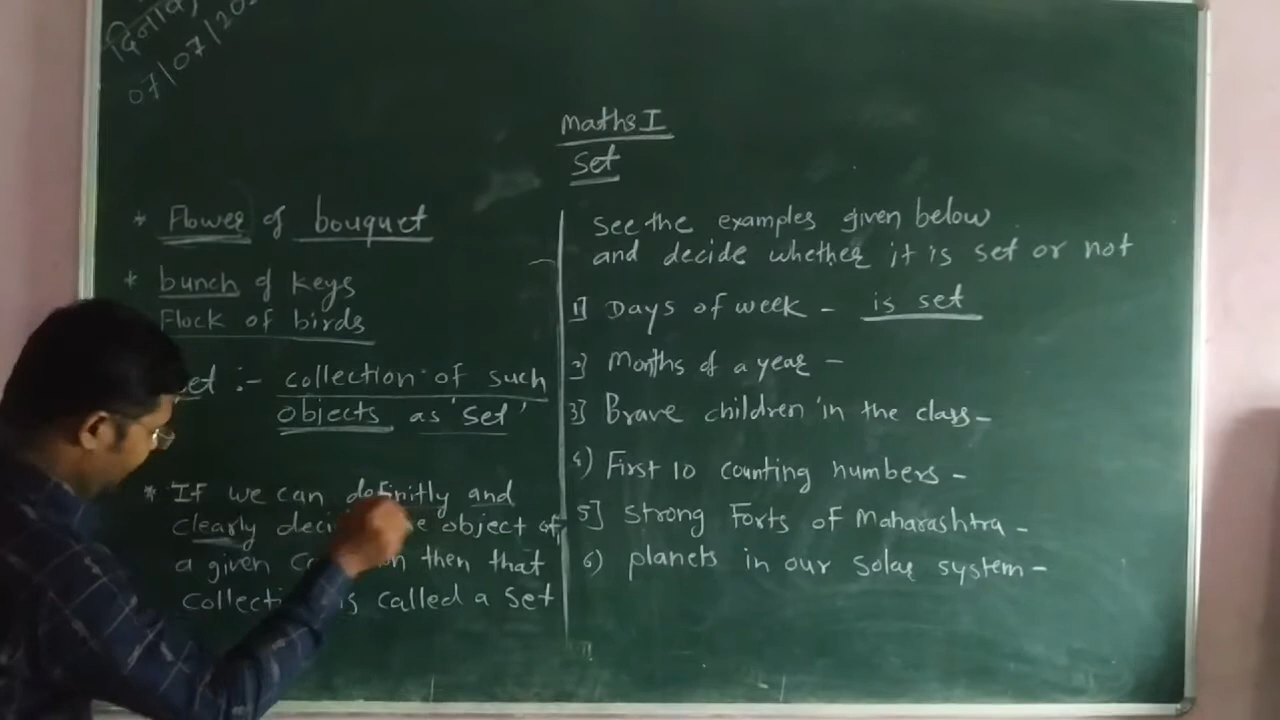 दिनांक
07/07/202
Maths I
Set
* Flower of bouquet
* bunch of keys
Flock of birds
set :- collection of such
objects as 'set'
* If we can definitly and
clearly object of
a given then that
is called a set
see the examples given below
and decide whether it is set or not
1] Days of week - is set
2] Months of a year -
3] Brave children in the class -
4) First 10 counting numbers -
5] strong Forts of Maharashtra -
6) planets in our solar system -